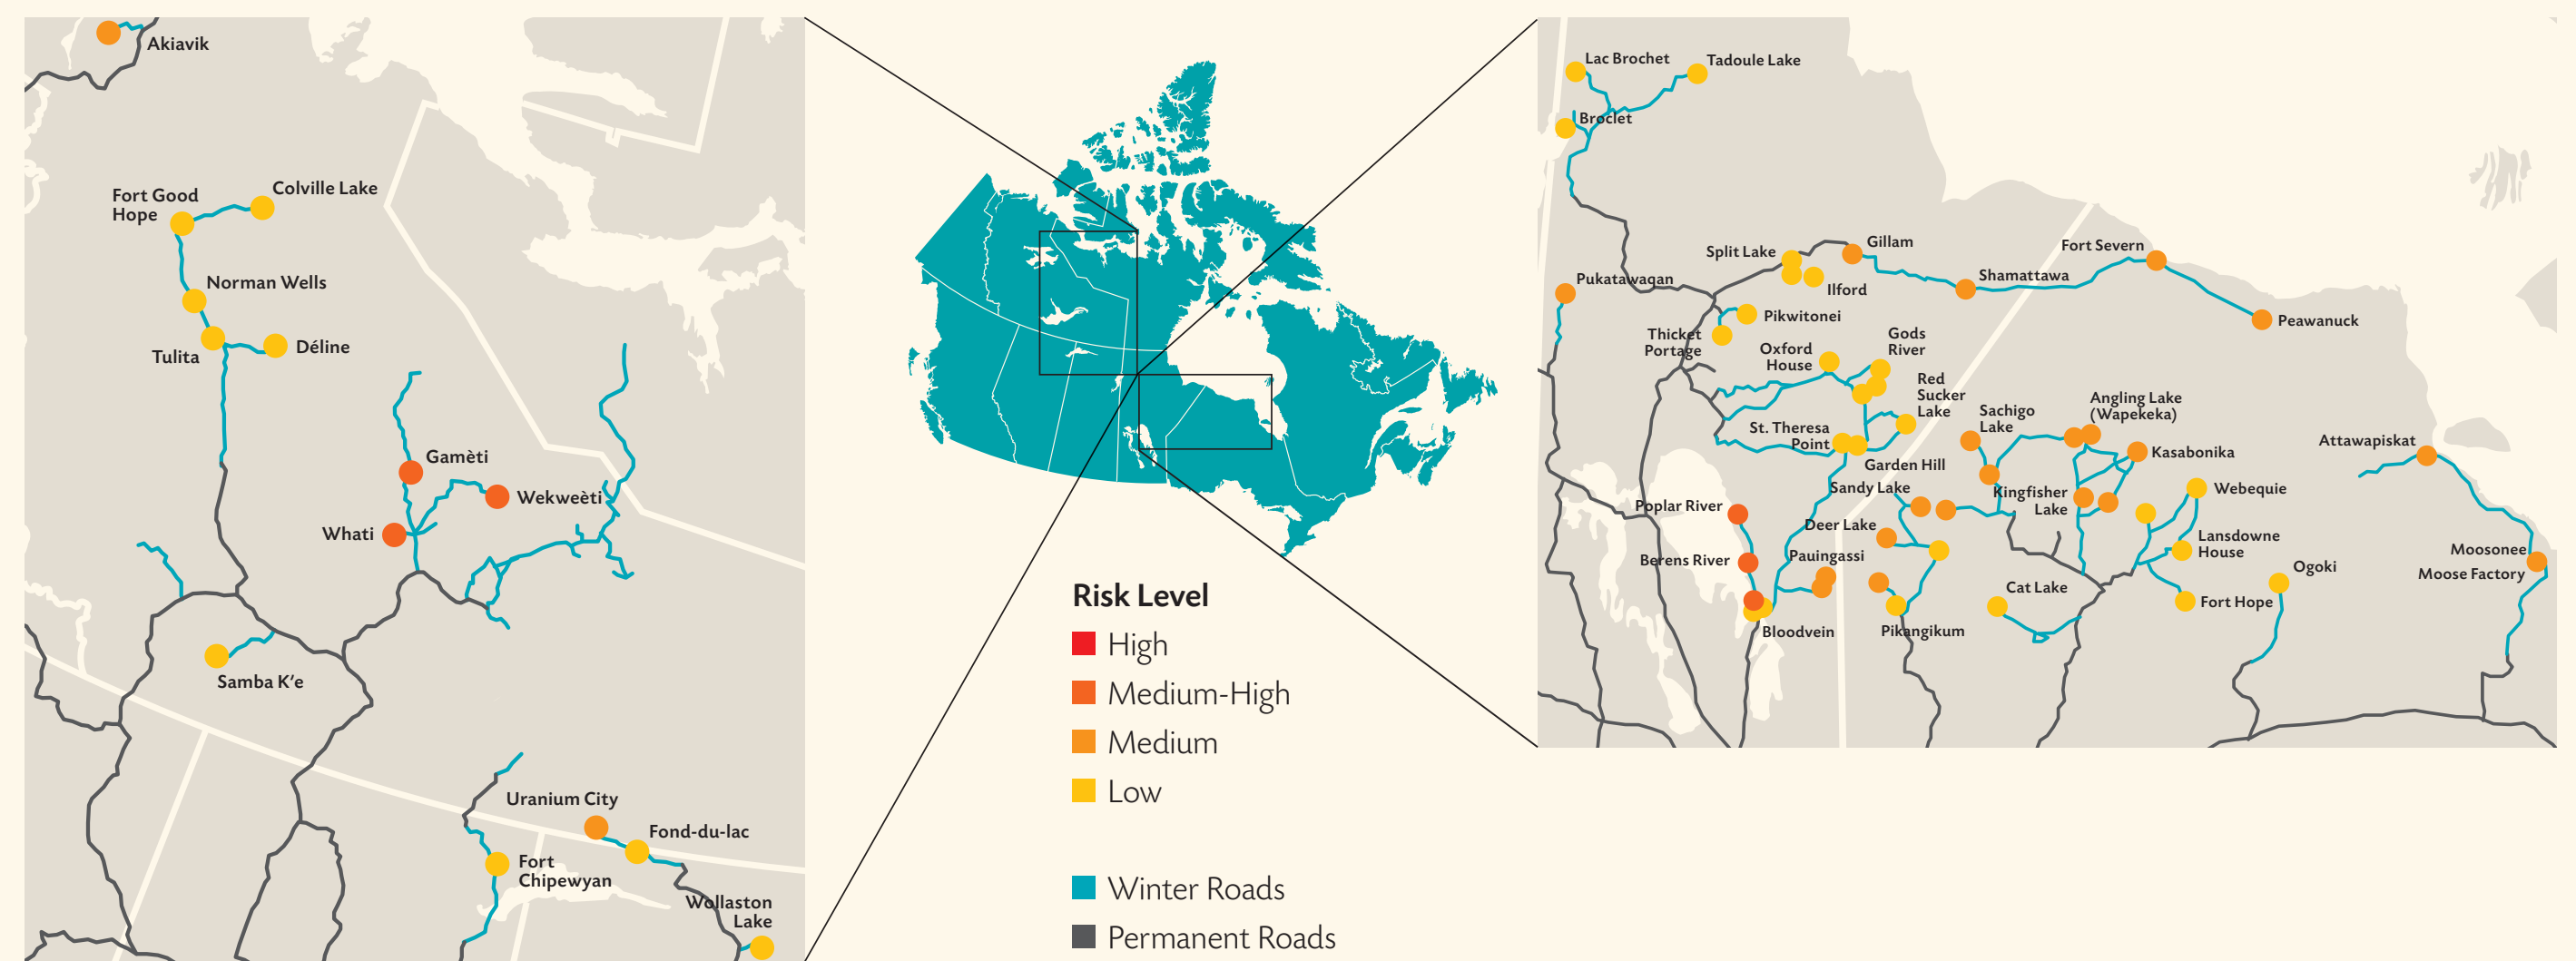 Akiavik
Colville Lake
Fort Good
Hope
Norman Wells
Tulita
Déline
Gamèti
Wekweèti
Whati
Samba K'e
Uranium City
Fond-du-lac
Fort
Chipewyan
Wollaston
Lake
Risk Level
High
Medium-High
Medium
Low
Winter Roads
Permanent Roads
Lac Brochet
Tadoule Lake
Broclet
Split Lake
Gillam
Fort Severn
Pukatawaqan
Ilford
Shamattawa
Pikwitonei
Peawanuck
Thicket
Portage
Oxford
House
Gods
River
Red
Sucker
Lake
Sachigo
Lake
Angling Lake
(Wapekeka)
St. Theresa
Point
Attawapiskat
Kasabonika
Garden Hill
Sandy Lake
Kingfisher
Lake
Webequie
Poplar River
Deer Lake
Lansdowne
House
Pauingassi
Berens River
Moosonee
Moose Factory
Ogoki
Cat Lake
Fort Hope
Bloodvein
Pikangikum